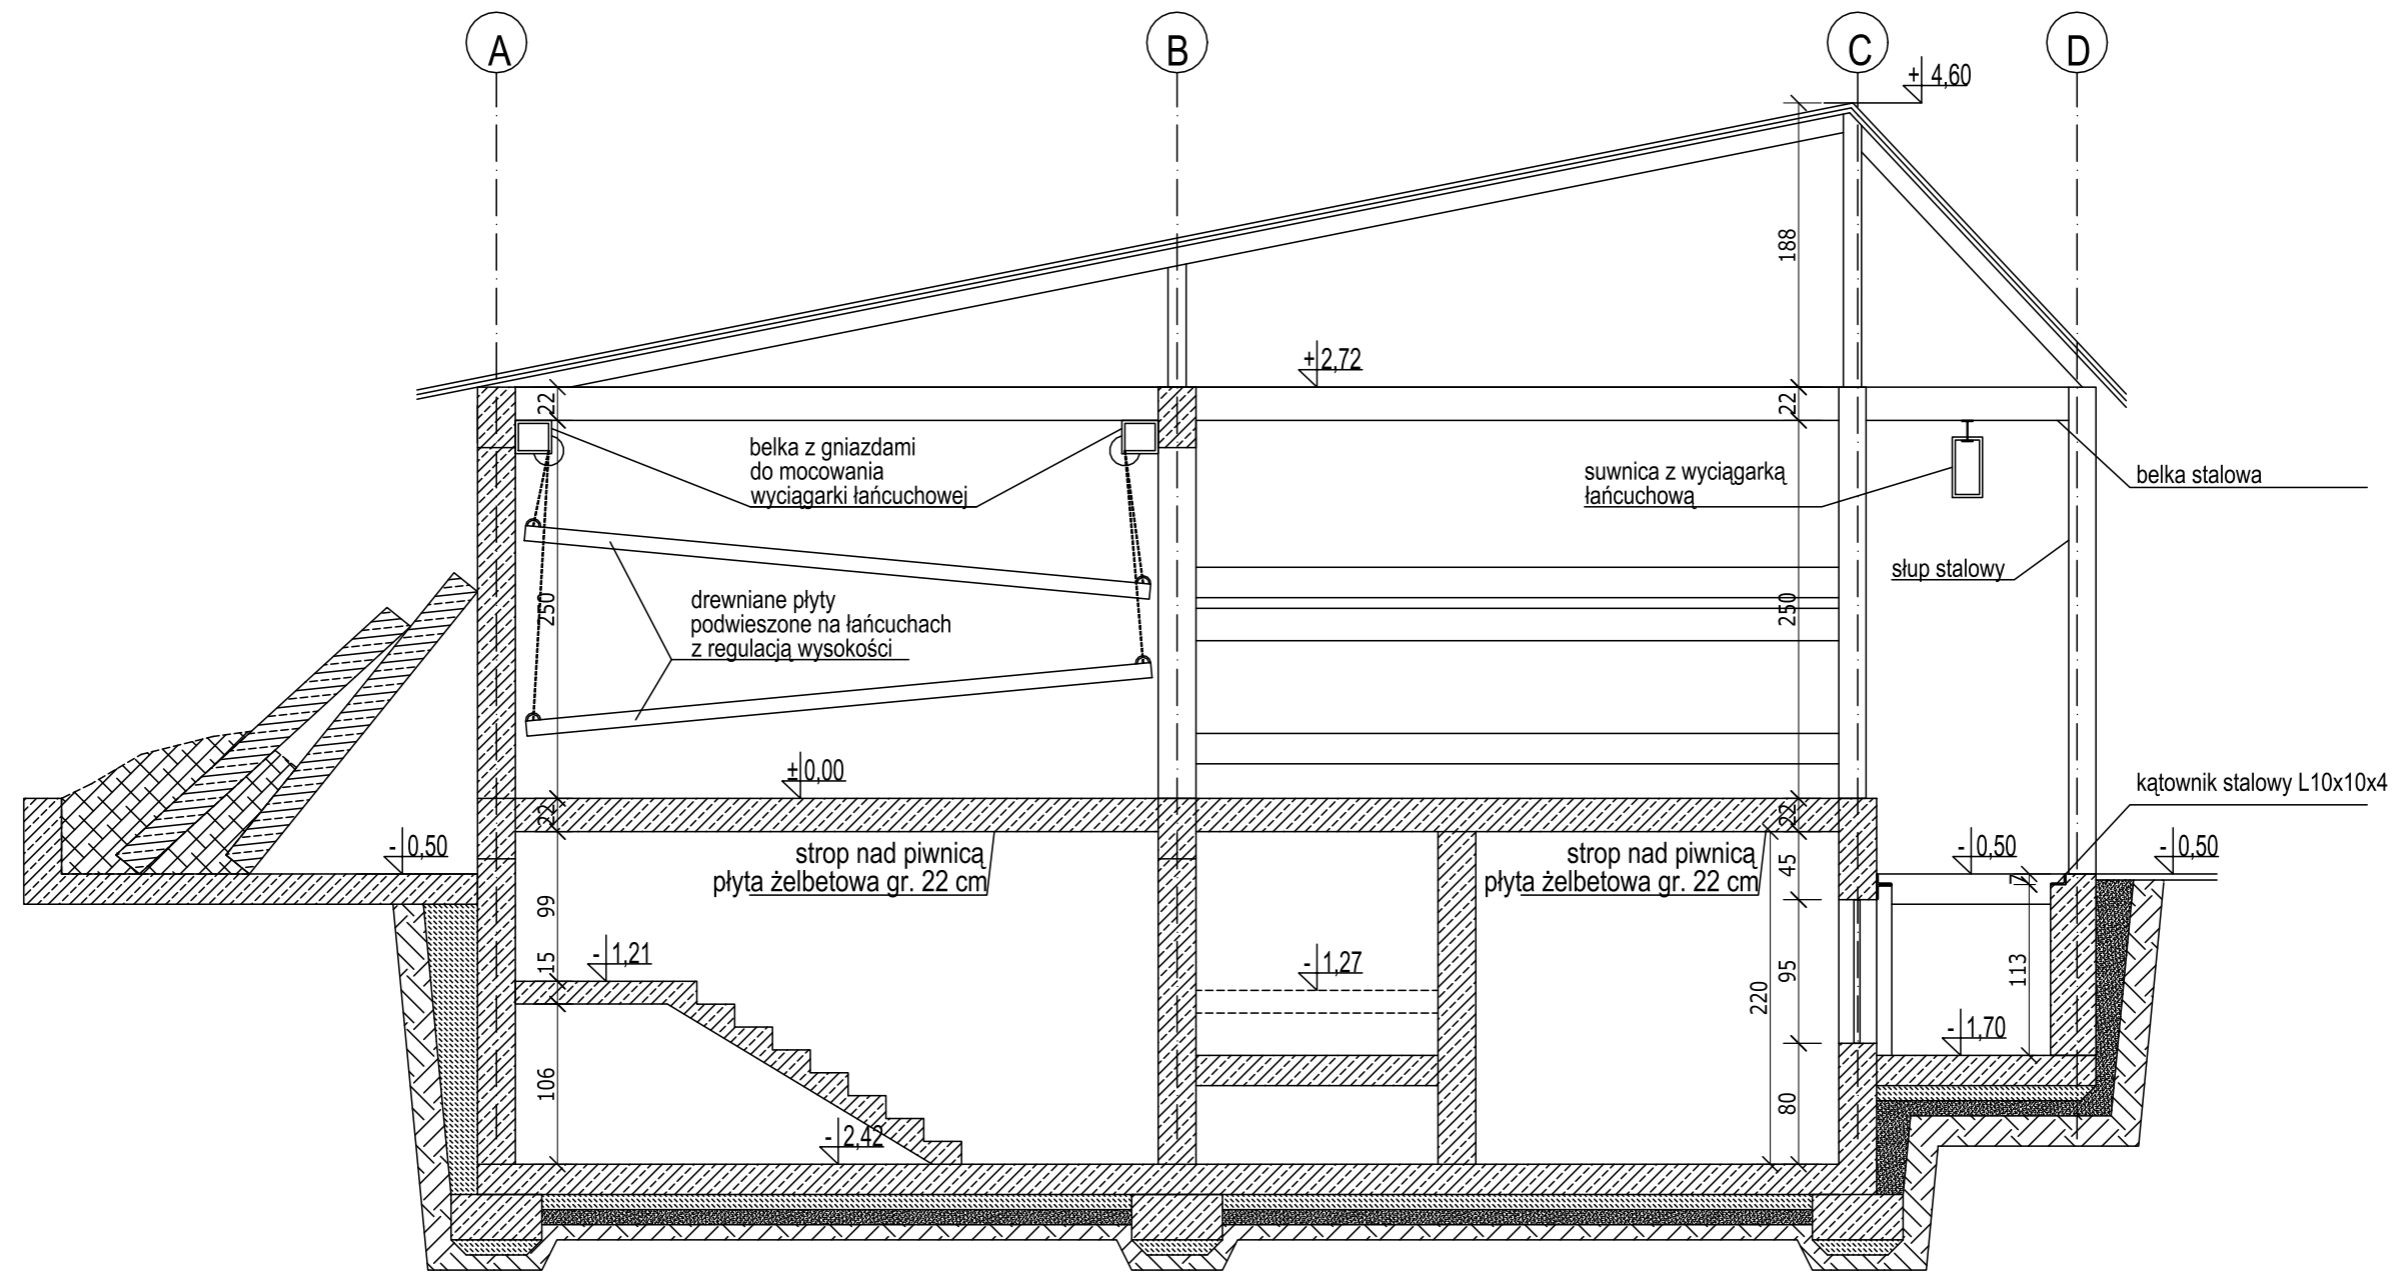 A
B
C
D
+ 4,60
188
+ 2,72
22
22
belka z gniazdami
do mocowania
wyciągarki łańcuchowej
suwnica z wyciągarką
łańcuchową
belka stalowa
słup stalowy
250
250
drewniane płyty
podwieszone na łańcuchach
z regulacją wysokości
± 0,00
kątownik stalowy L10x10x4
22
22
- 0,50
strop nad piwnicą
płyta żelbetowa gr. 22 cm
strop nad piwnicą
płyta żelbetowa gr. 22 cm
45
- 0,50
- 0,50
7
99
15
- 1,21
- 1,27
220
95
113
- 1,70
106
- 2,42
80